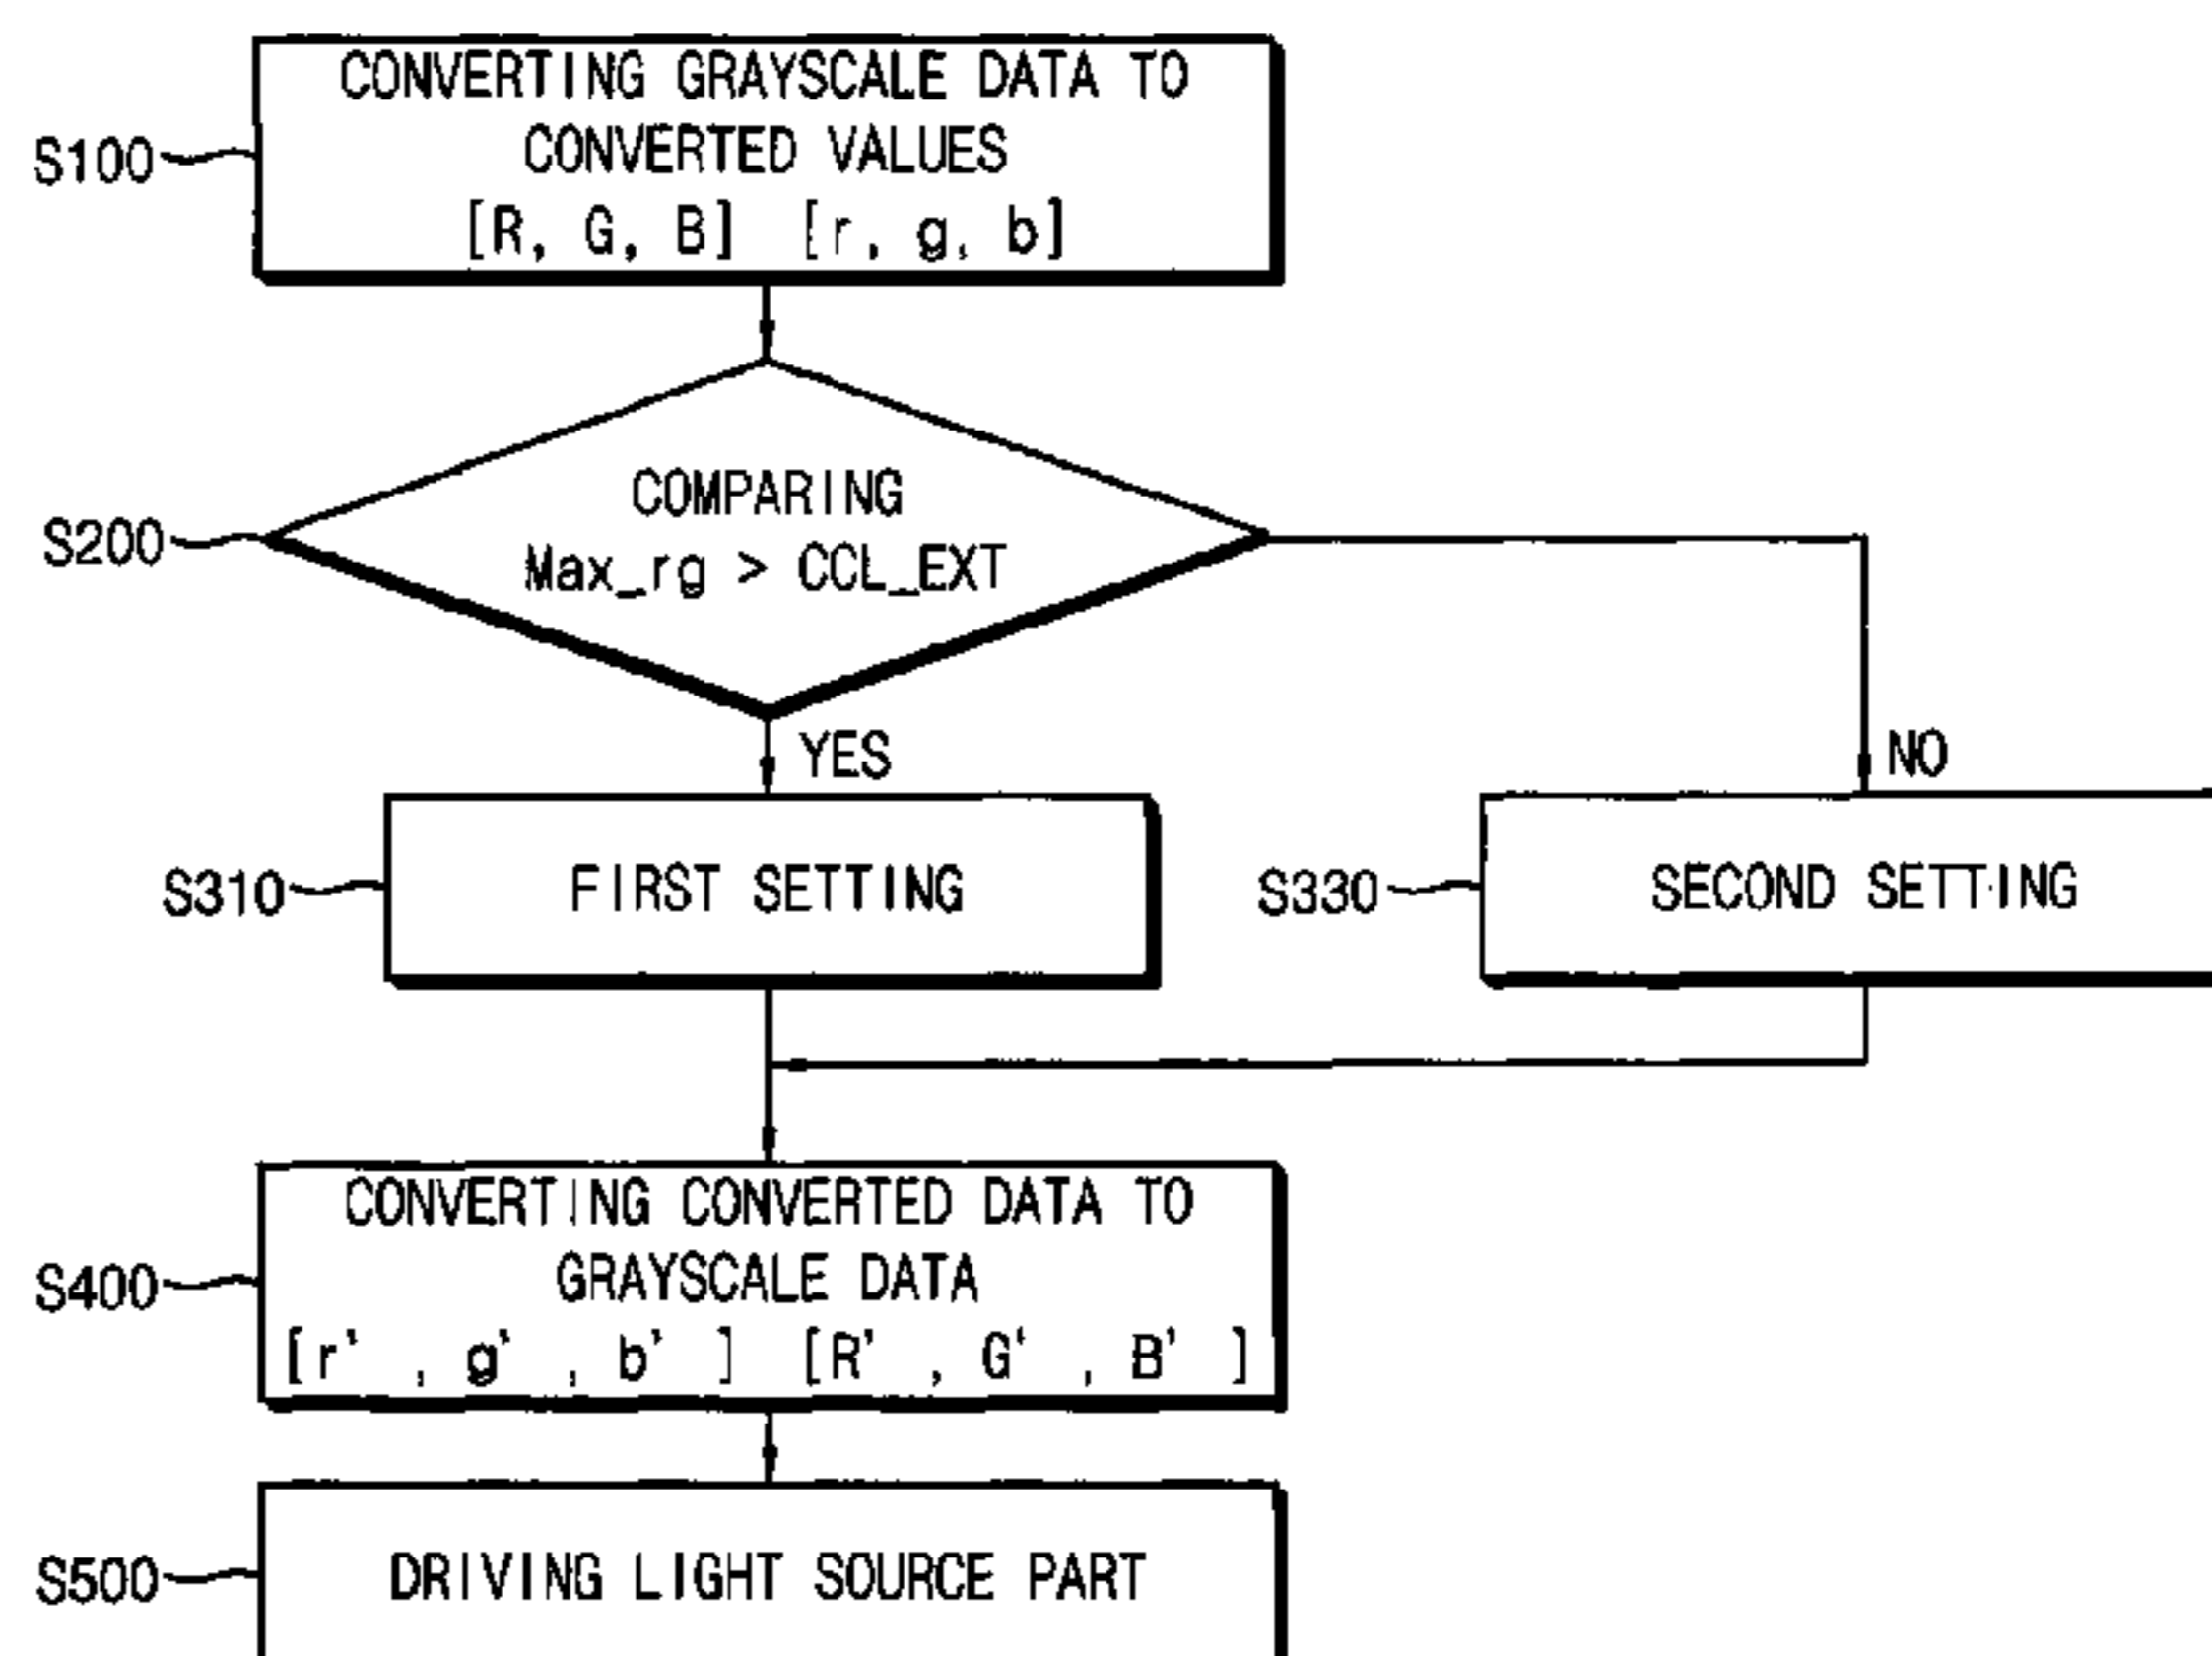 CONVERTING GRAYSCALE DATA TO
CONVERTED VALUES
[R, G, B] [r, g, b]
S100
COMPARING
Max_rg > CCL_EXT
S200
YES
NO
FIRST SETTING
S310
SECOND SETTING
S330
CONVERTING CONVERTED DATA TO
GRAYSCALE DATA
[r' , g' , b' ] [R' , G' , B' ]
S400
DRIVING LIGHT SOURCE PART
S500